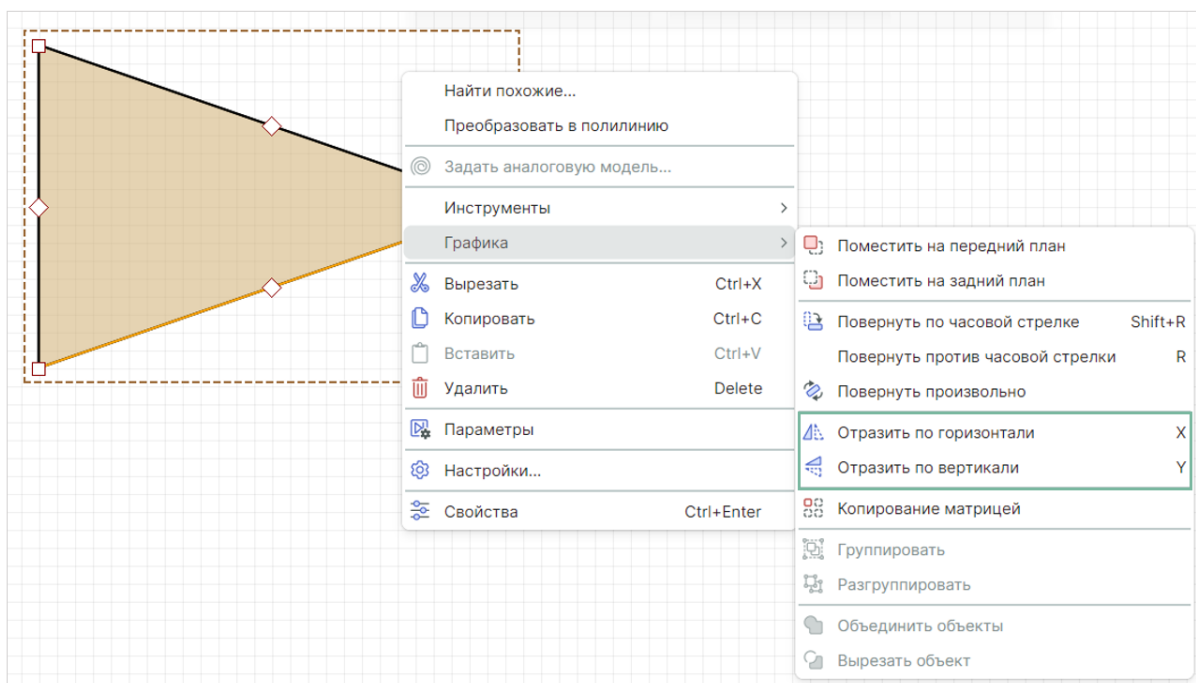 Найти похожие...
Преобразовать в полилинию
Задать аналоговую модель...
Инструменты
Графика
Вырезать Ctrl+X
Копировать Ctrl+C
Вставить Ctrl+V
Удалить Delete
Параметры
Настройки...
Свойства Ctrl+Enter
Поместить на передний план
Поместить на задний план
Повернуть по часовой стрелке Shift+R
Повернуть против часовой стрелки R
Повернуть произвольно
Отразить по горизонтали X
Отразить по вертикали Y
Копирование матрицей
Группировать
Разгруппировать
Объединить объекты
Вырезать объект